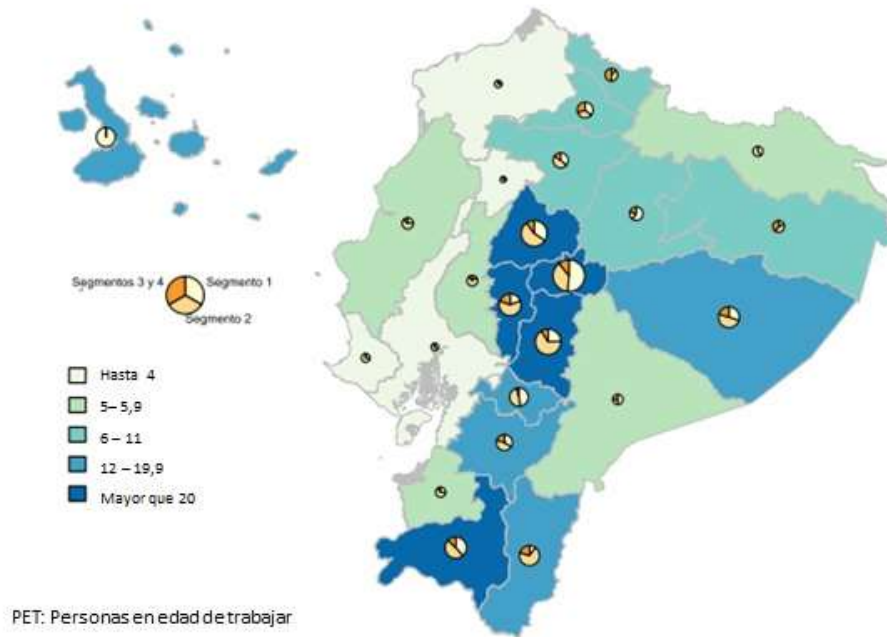 Segmentos 3 y 4
Segmento 1
Segmento 2
Hasta 4
5– 5,9
6 – 11
12 – 19,9
Mayor que 20
PET: Personas en edad de trabajar